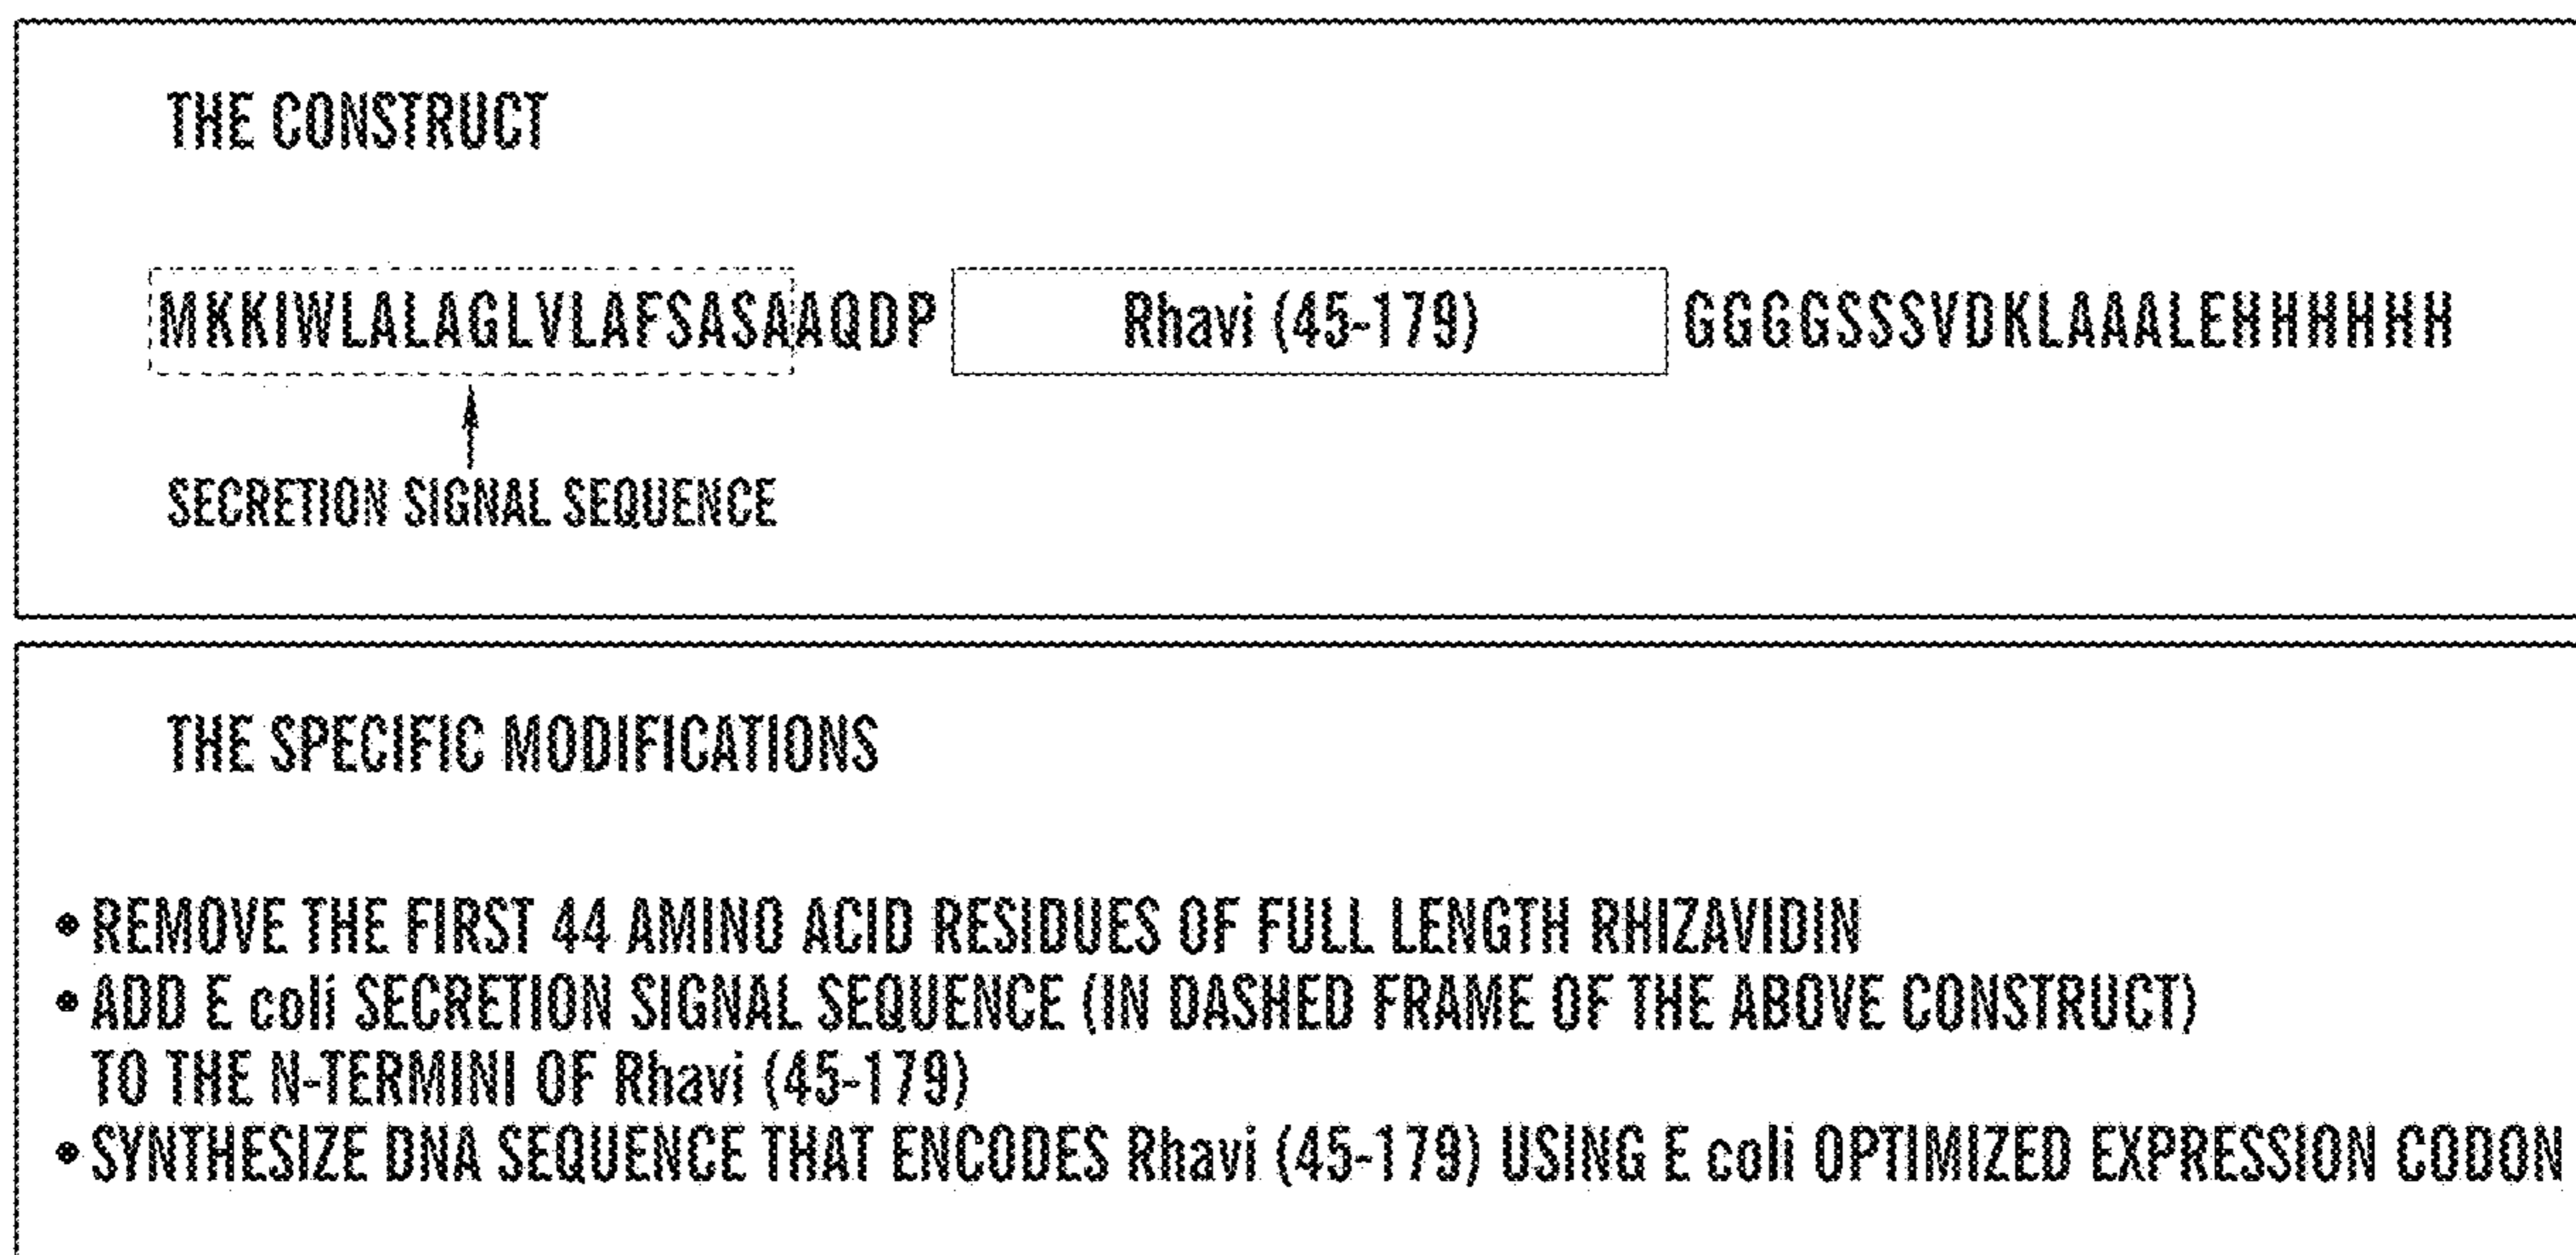 THE CONSTRUCT
MKKIWLALAGLVLAFSASAAQDP Rhavi (45-179) GGGGSSSVDKLAAALEHHHHHH
SECRETION SIGNAL SEQUENCE
THE SPECIFIC MODIFICATIONS
• REMOVE THE FIRST 44 AMINO ACID RESIDUES OF FULL LENGTH RHIZAVIDIN
• ADD E coli SECRETION SIGNAL SEQUENCE (IN DASHED FRAME OF THE ABOVE CONSTRUCT)
TO THE N-TERMINI OF Rhavi (45-179)
• SYNTHESIZE DNA SEQUENCE THAT ENCODES Rhavi (45-179) USING E coli OPTIMIZED EXPRESSION CODON